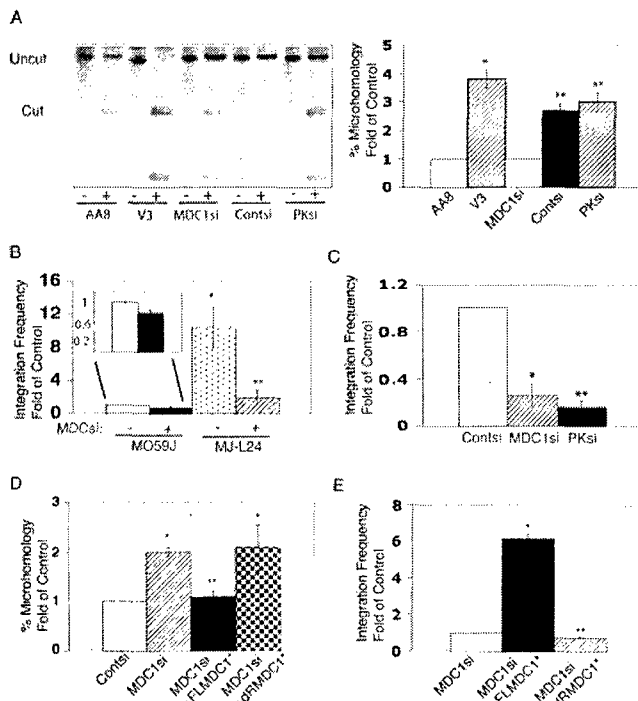 A
Uncut
Cut
- + - + - + - + - +
AA8 V3 MDC1si Contsi PKsi
% Microhomology
Fold of Control
5
4
3
2
1
0
*
**
**
AA8 V3 MDC1si Contsi PKsi
B
Integration Frequency
Fold of Control
16
12
8
4
0
1
0.6
0.2
*
**
MDCsi: - + - +
MO59J MJ-L24
C
Integration Frequency
Fold of Control
1.2
0.8
0.4
0
*
**
Contsi MDC1si PKsi
D
% Microhomology
Fold of Control
3
2
1
0
*
**
*
Contsi
MDC1si
MDC1si
FLMDC1*
MDC1si
dRMDC1*
E
Integration Frequency
Fold of Control
8
6
4
2
0
*
**
MDC1si
MDC1si
FLMDC1*
MDC1si
dRMDC1*